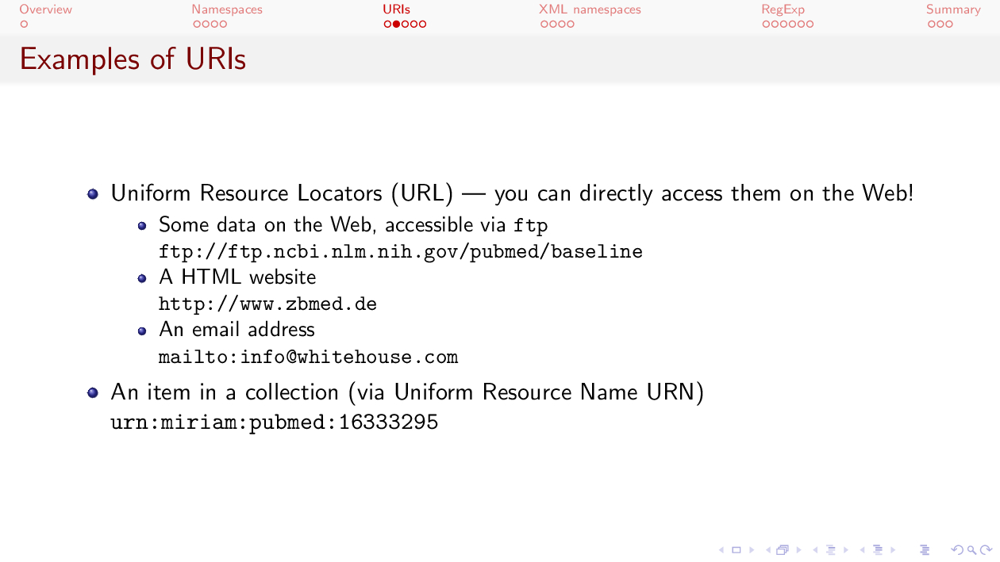 Overview
Namespaces
URIs
XML namespaces
RegExp
Summary
Examples of URIs
Uniform Resource Locators (URL) — you can directly access them on the Web!
Some data on the Web, accessible via ftp
ftp://ftp.ncbi.nlm.nih.gov/pubmed/baseline
A HTML website
http://www.zbmed.de
An email address
mailto:info@whitehouse.com
An item in a collection (via Uniform Resource Name URN)
urn:miriam:pubmed:16333295